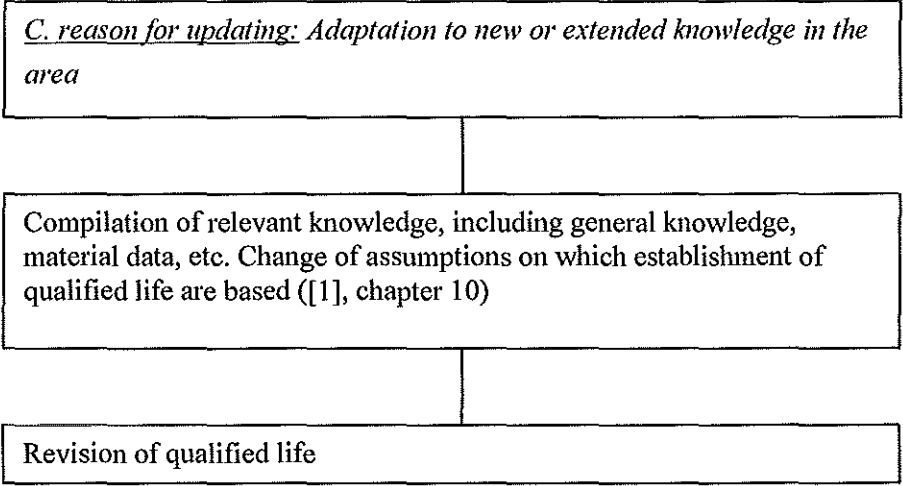 C. reason for updating: Adaptation to new or extended knowledge in the
area
Compilation of relevant knowledge, including general knowledge,
material data, etc. Change of assumptions on which establishment of
qualified life are based ([1], chapter 10)
Revision of qualified life